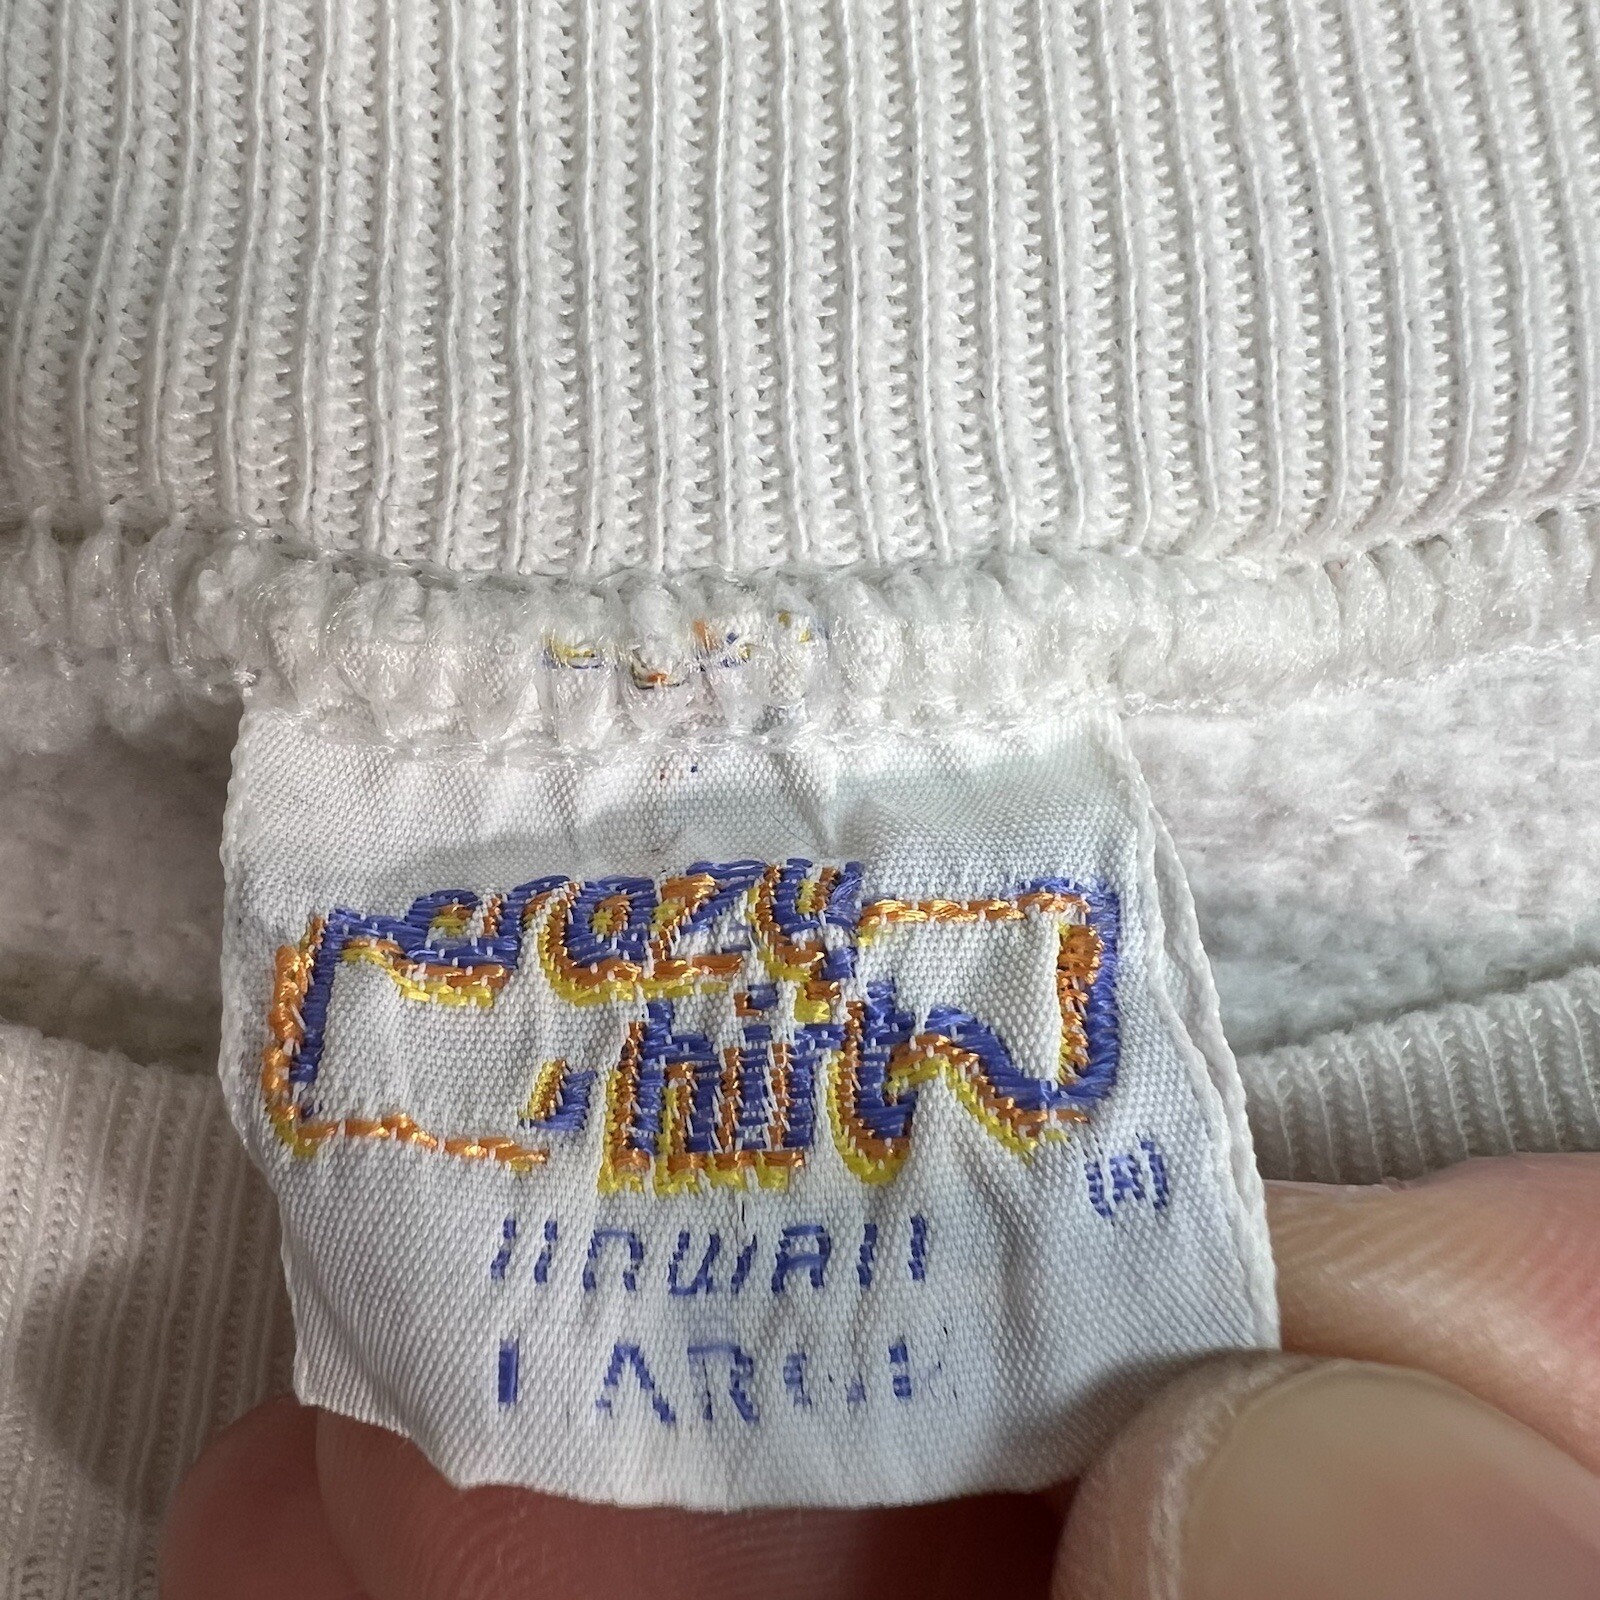 crazy
shirts
(R)
HAWAII
LARGE